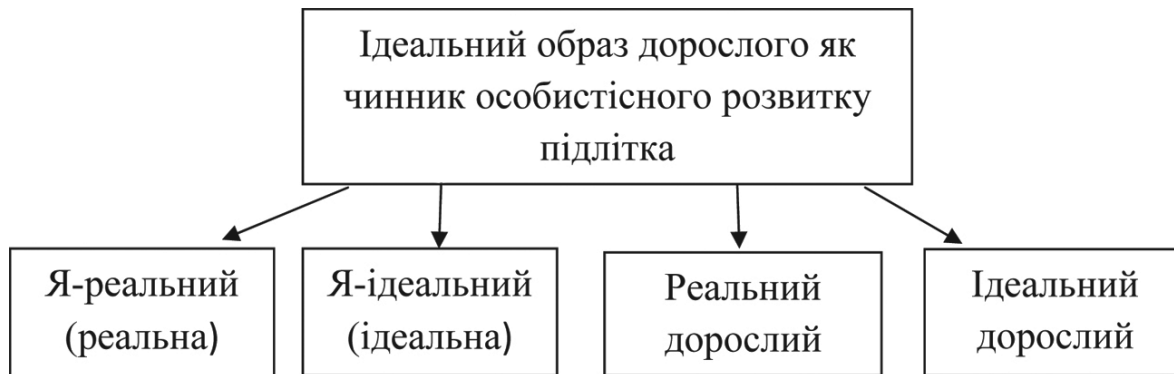 Ідеальний образ дорослого як
чинник особистісного розвитку
підлітка
Я-реальний
(реальна)
Я-ідеальний
(ідеальна)
Реальний
дорослий
Ідеальний
дорослий